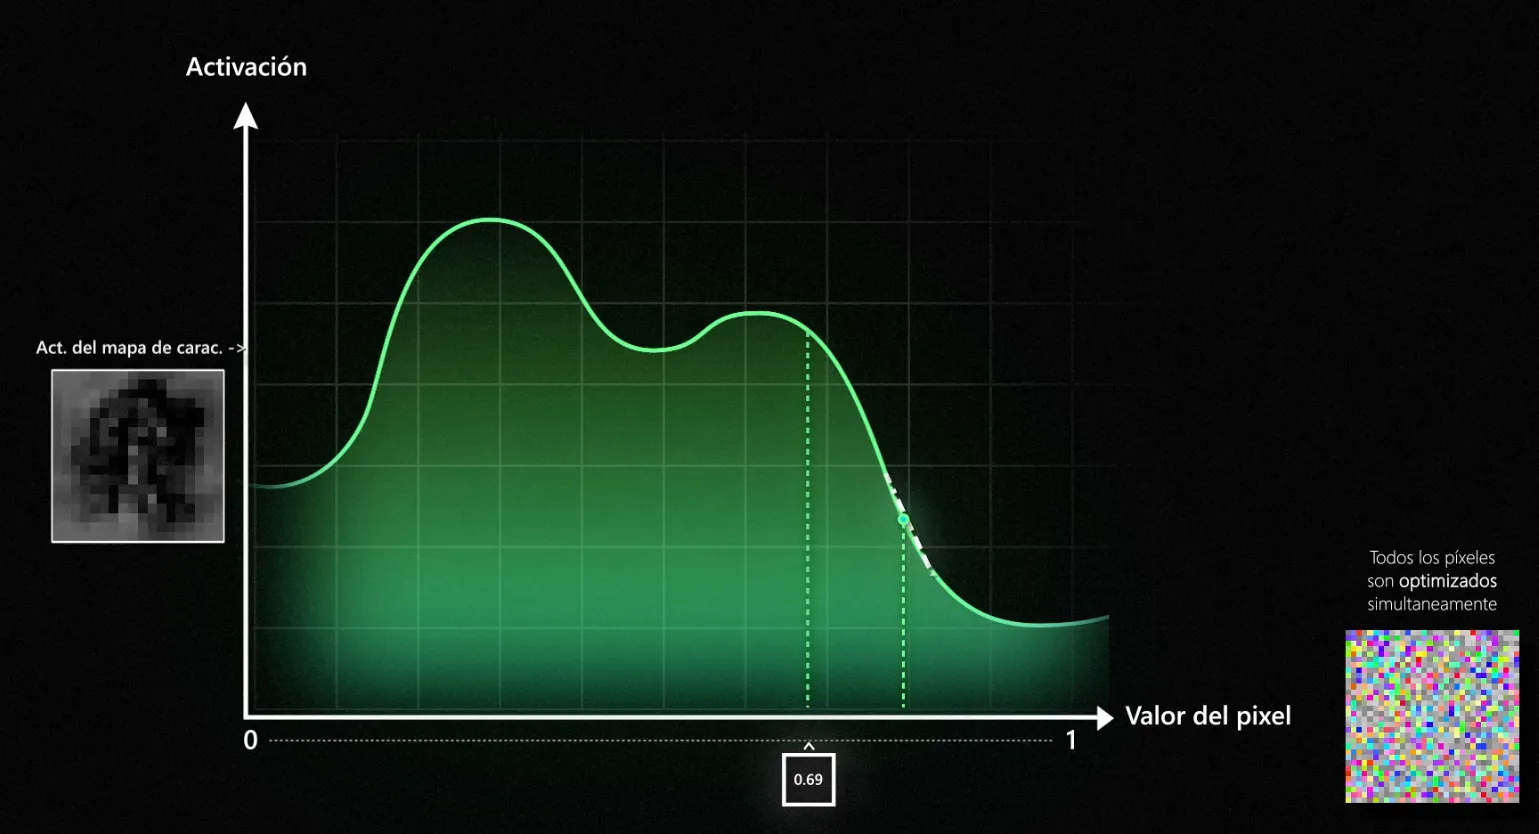 Activación
Act. del mapa de carac. ->
Todos los píxeles
son optimizados
simultaneamente
Valor del pixel
0
1
0.69